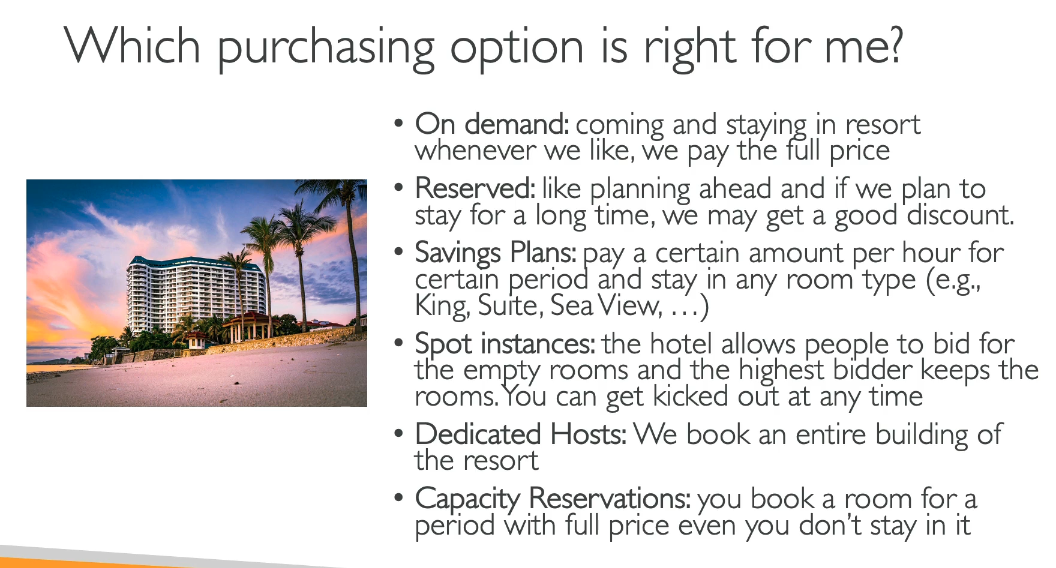 Which purchasing option is right for me?
• On demand: coming and staying in resort
whenever we like, we pay the full price
• Reserved: like planning ahead and if we plan to
stay for a long time, we may get a good discount.
• Savings Plans: pay a certain amount per hour for
certain period and stay in any room type (e.g.,
King, Suite, Sea View, …)
• Spot instances: the hotel allows people to bid for
the empty rooms and the highest bidder keeps the
rooms. You can get kicked out at any time
• Dedicated Hosts: We book an entire building of
the resort
• Capacity Reservations: you book a room for a
period with full price even you don’t stay in it